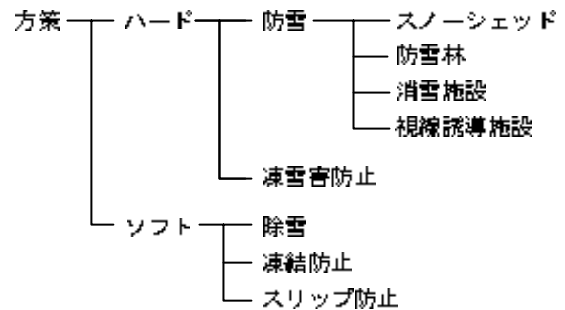 方策 ハード 防雪 スノーシェッド
防雪林
消雪施設
視線誘導施設
凍雪害防止
ソフト 除雪
凍結防止
スリップ防止